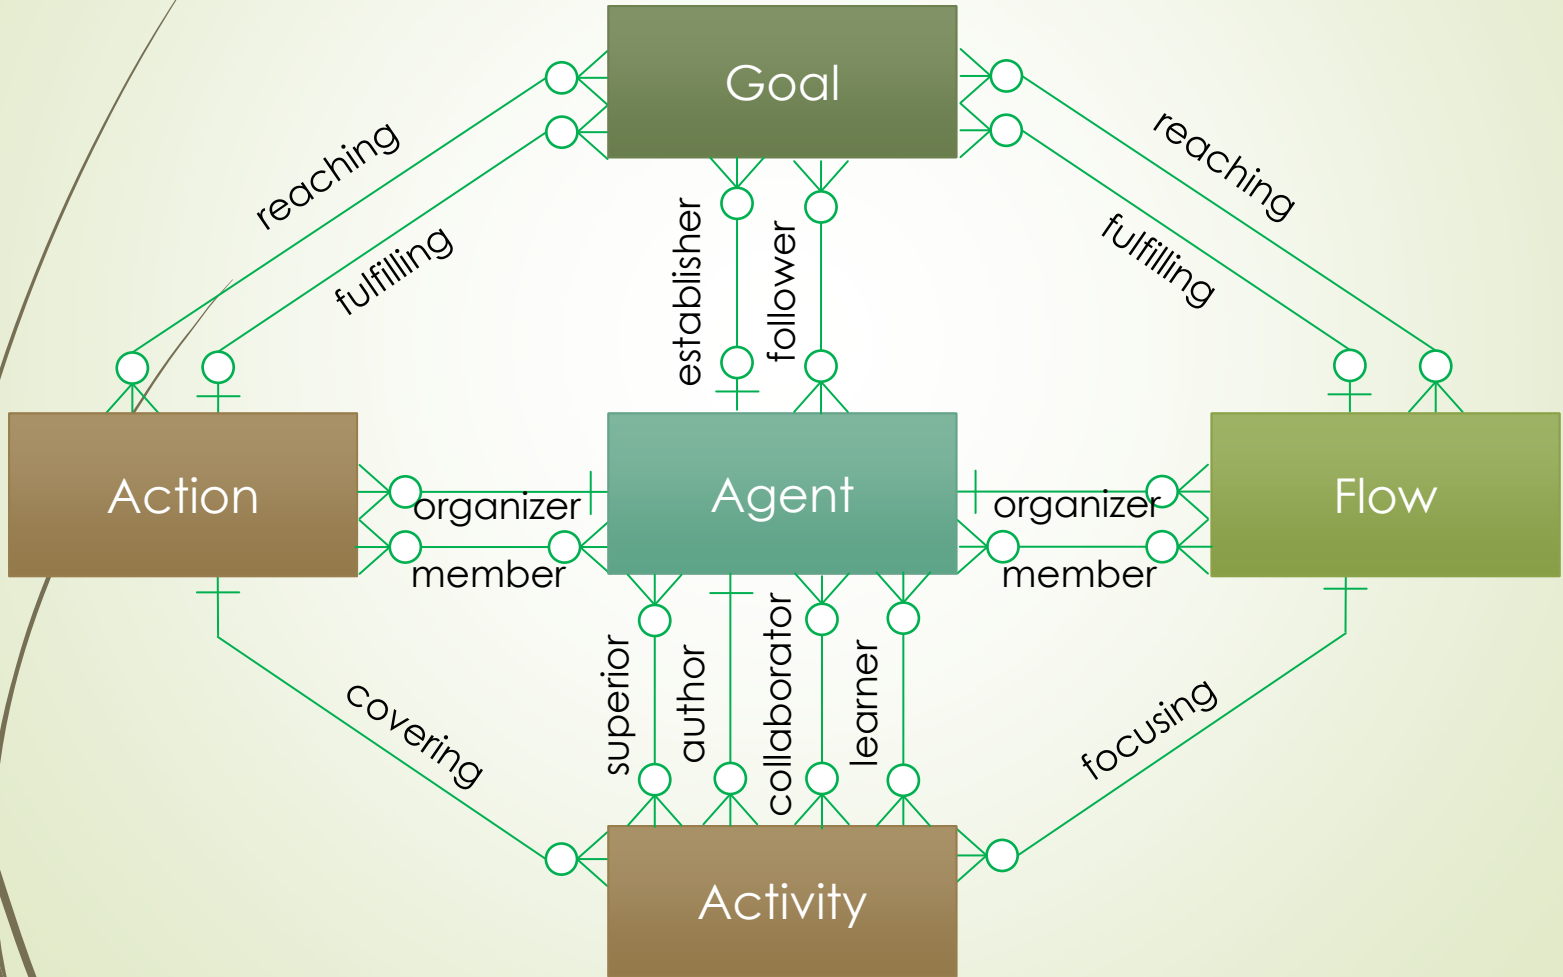 Goal
reaching
reaching
fulfilling
fulfilling
establisher
follower
Action
Agent
Flow
organizer
organizer
member
member
superior
author
collaborator
learner
covering
focusing
Activity